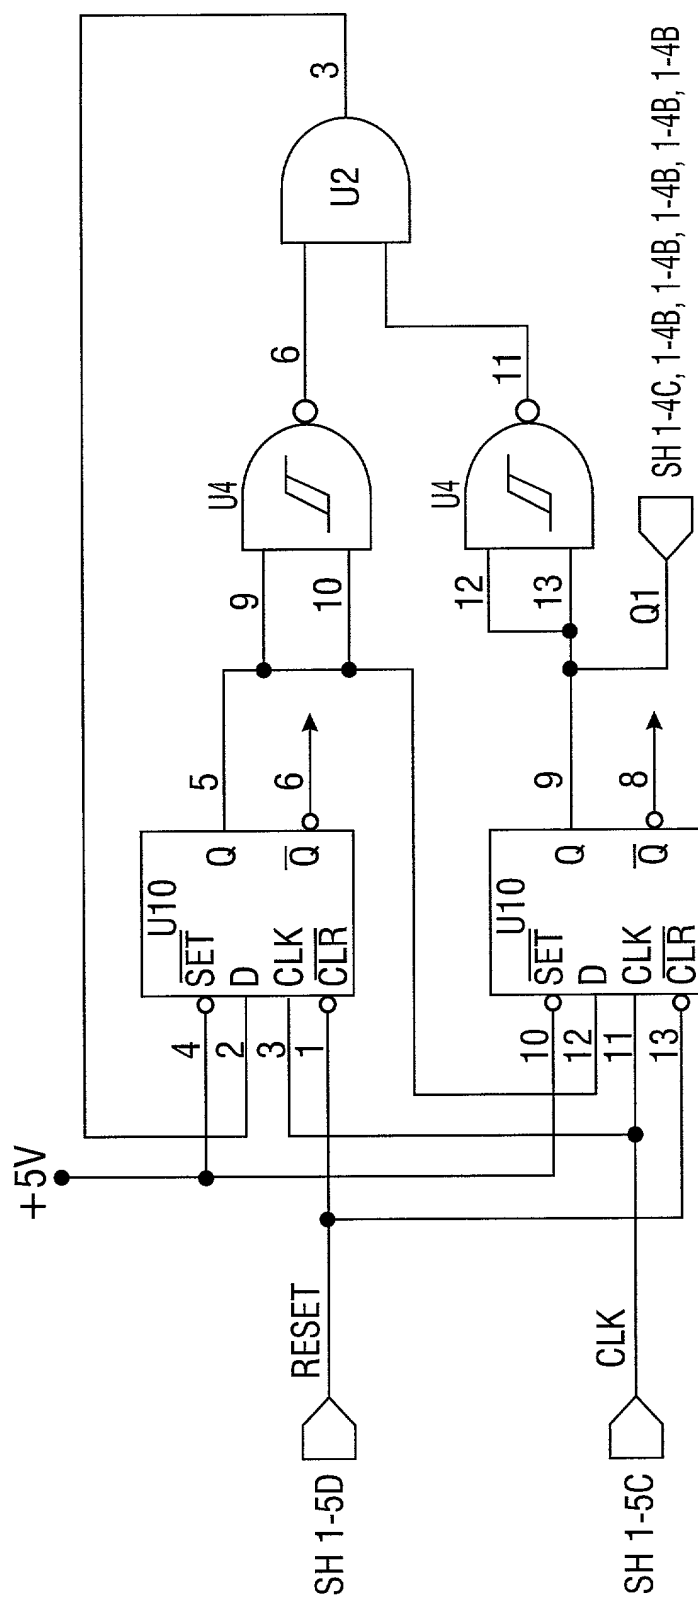 +5V
U10
SET
D
CLK
CLR
Q
Q
4
2
3
1
5
6
U4
9
10
6
U2
3
RESET
SH 1-5D
U10
SET
D
CLK
CLR
Q
Q
10
12
11
13
9
8
U4
12
13
11
Q1
SH 1-4C, 1-4B, 1-4B, 1-4B, 1-4B, 1-4B
CLK
SH 1-5C